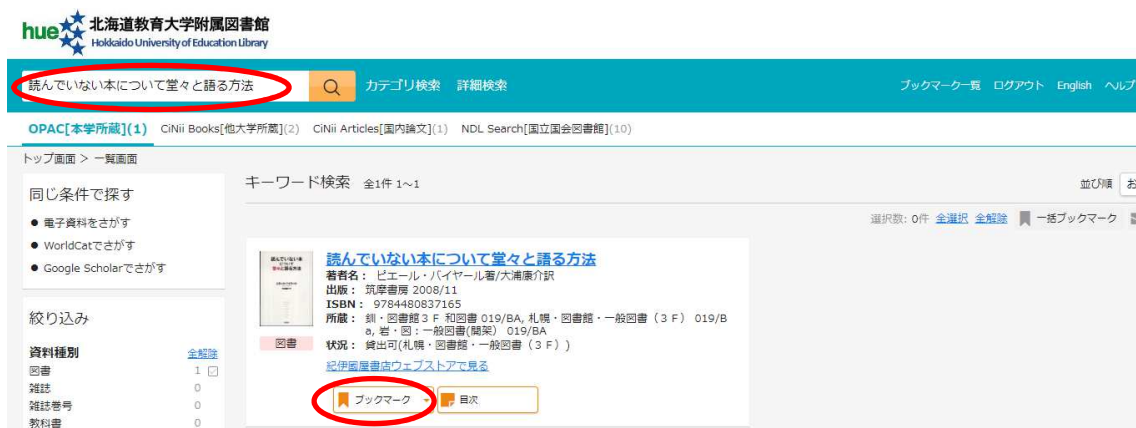 hue 北海道教育大学附属図書館
Hokkaido University of Education Library
読んでいない本について堂々と語る方法
カテゴリ検索 詳細検索
ブックマーク一覧 ログアウト English ヘルプ
OPAC[本学所蔵](1) CiNii Books[他大学所蔵](2) CiNii Articles[国内論文](1) NDL Search[国立国会図書館](10)
トップ画面 > 一覧画面
同じ条件で探す
● 電子資料をさがす
● WorldCatでさがす
● Google Scholarでさがす
絞り込み
資料種別 全解除
図書 1
雑誌 0
雑誌巻号 0
教科書 0
キーワード検索 全1件 1～1
並び順 お
選択数: 0件 全選択 全解除 一括ブックマーク
読んでいない本について堂々と語る方法
著者名： ピエール・バイヤール著/大浦康介訳
出版： 筑摩書房 2008/11
ISBN： 9784480837165
所蔵： 釧・図書館３Ｆ 和図書 019/BA, 札幌・図書館・一般図書（３Ｆ） 019/B
a, 岩・図：一般図書(開架） 019/BA
状況： 貸出可(札幌・図書館・一般図書（３Ｆ）)
図書
紀伊國屋書店ウェブストアで見る
ブックマーク 目次